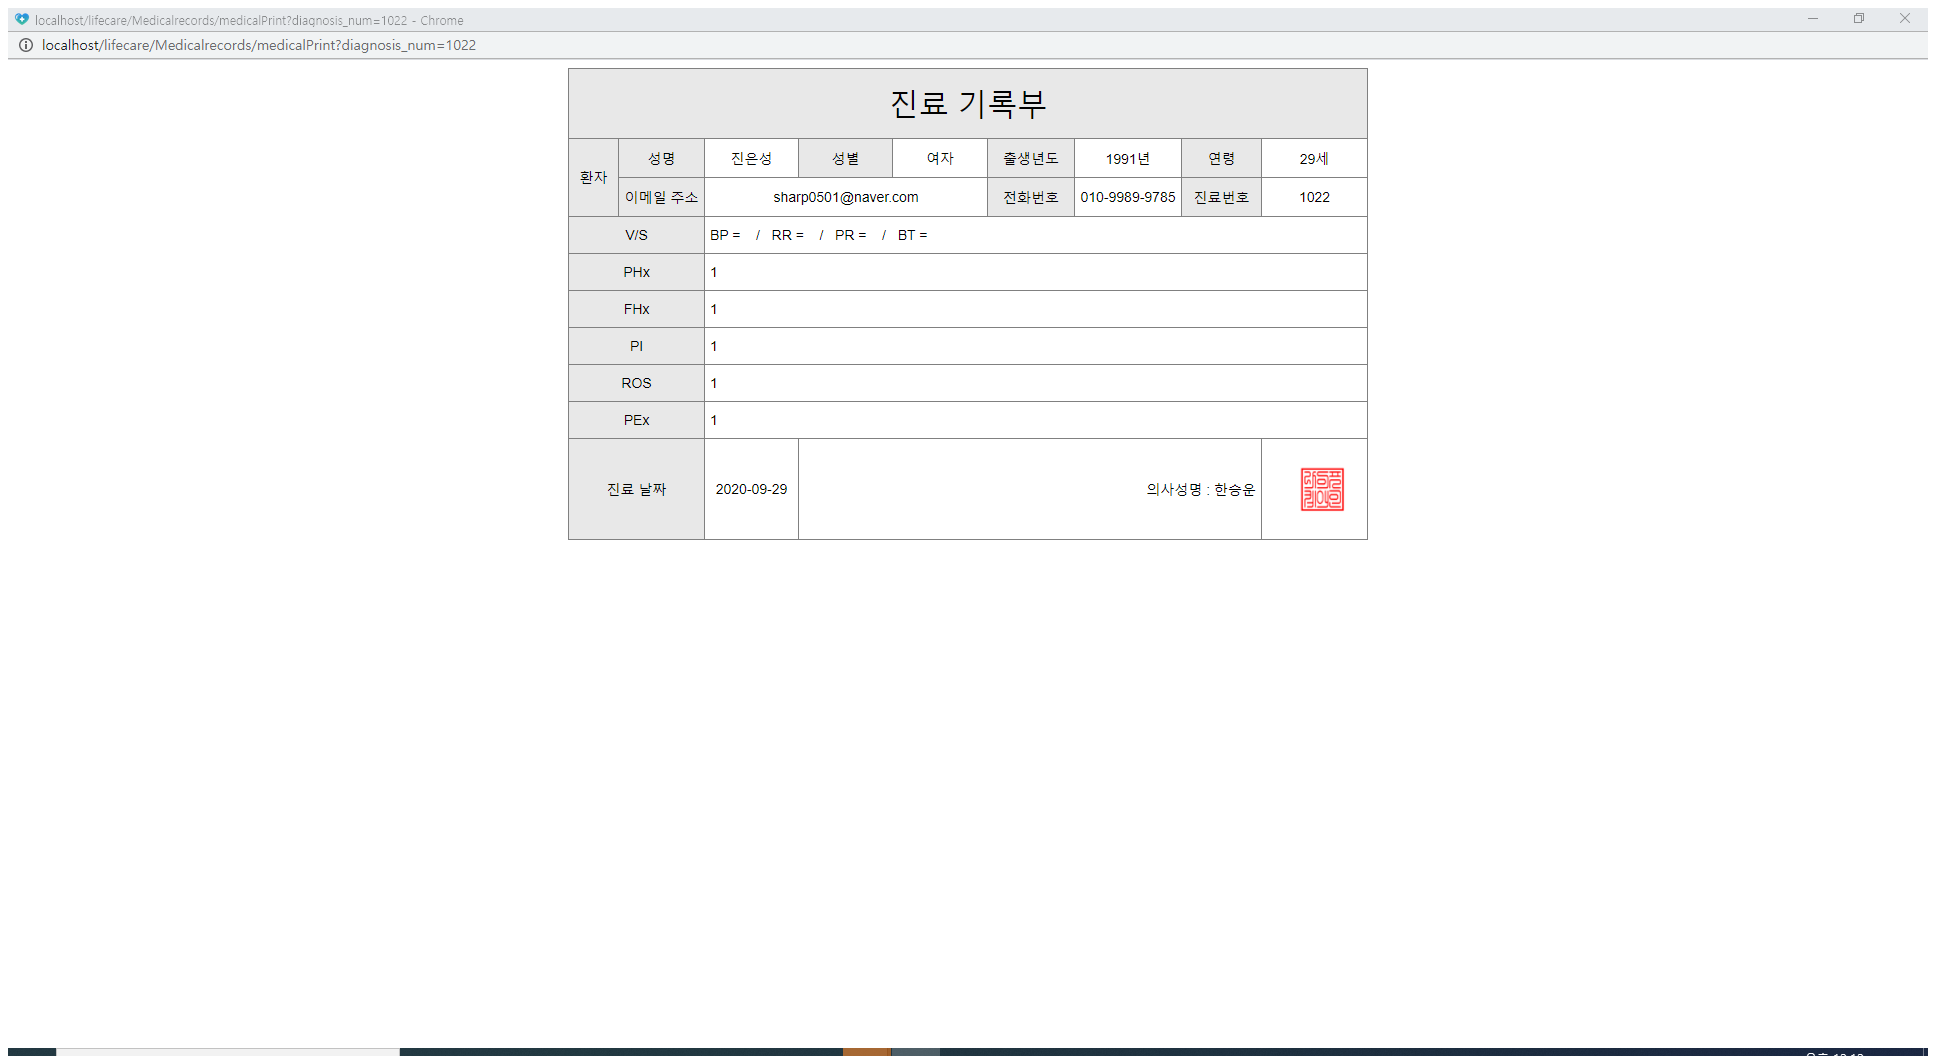 localhost/lifecare/Medicalrecords/medicalPrint?diagnosis_num=1022 - Chrome
localhost/lifecare/Medicalrecords/medicalPrint?diagnosis_num=1022
진료 기록부
환자
성명 진은성 성별 여자 출생년도 1991년 연령 29세
이메일 주소 sharp0501@naver.com 전화번호 010-9989-9785 진료번호 1022
V/S BP = / RR = / PR = / BT =
PHx 1
FHx 1
PI 1
ROS 1
PEx 1
진료 날짜 2020-09-29 의사성명 : 한승운